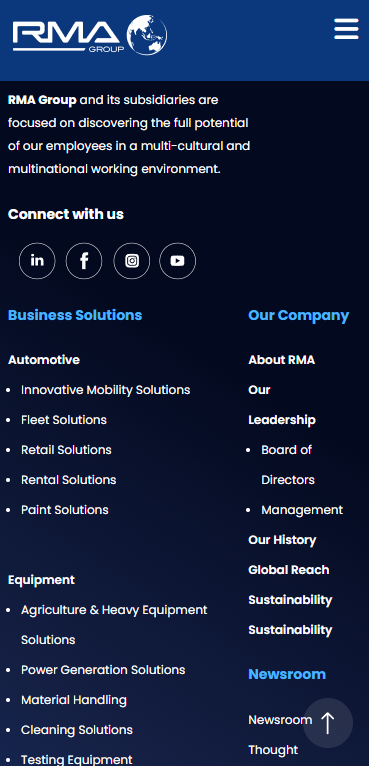 RMA
GROUP
RMA Group and its subsidiaries are
focused on discovering the full potential
of our employees in a multi-cultural and
multinational working environment.
Connect with us
in
f
Business Solutions
Automotive
• Innovative Mobility Solutions
• Fleet Solutions
• Retail Solutions
• Rental Solutions
• Paint Solutions
Equipment
• Agriculture & Heavy Equipment
Solutions
• Power Generation Solutions
• Material Handling
• Cleaning Solutions
• Testing Equipment
Our Company
About RMA
Our
Leadership
• Board of
Directors
• Management
Our History
Global Reach
Sustainability
Sustainability
Newsroom
Newsroom
Thought